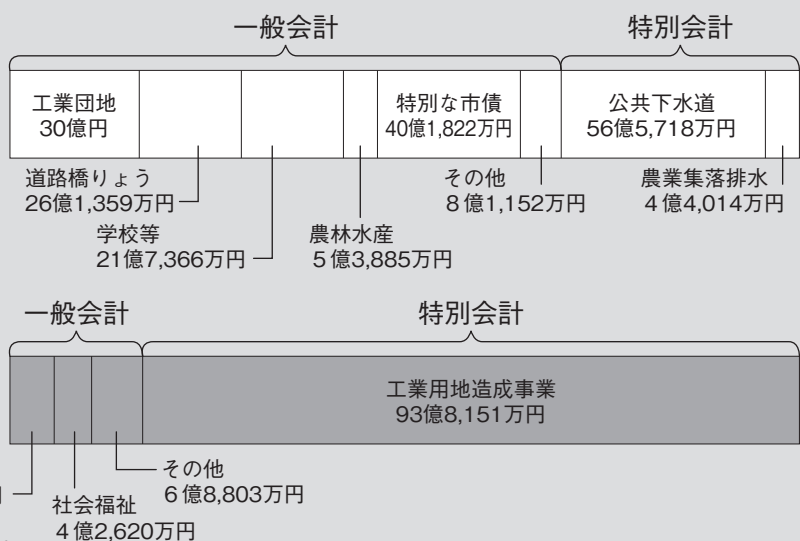 一般会計
特別会計
工業団地
30億円
特別な市債
40億1,822万円
公共下水道
56億5,718万円
道路橋りょう
26億1,359万円
その他
8億1,152万円
農業集落排水
4億4,014万円
学校等
21億7,366万円
農林水産
5億3,885万円
一般会計
特別会計
工業用地造成事業
93億8,151万円
その他
6億8,803万円
社会福祉
4億2,620万円